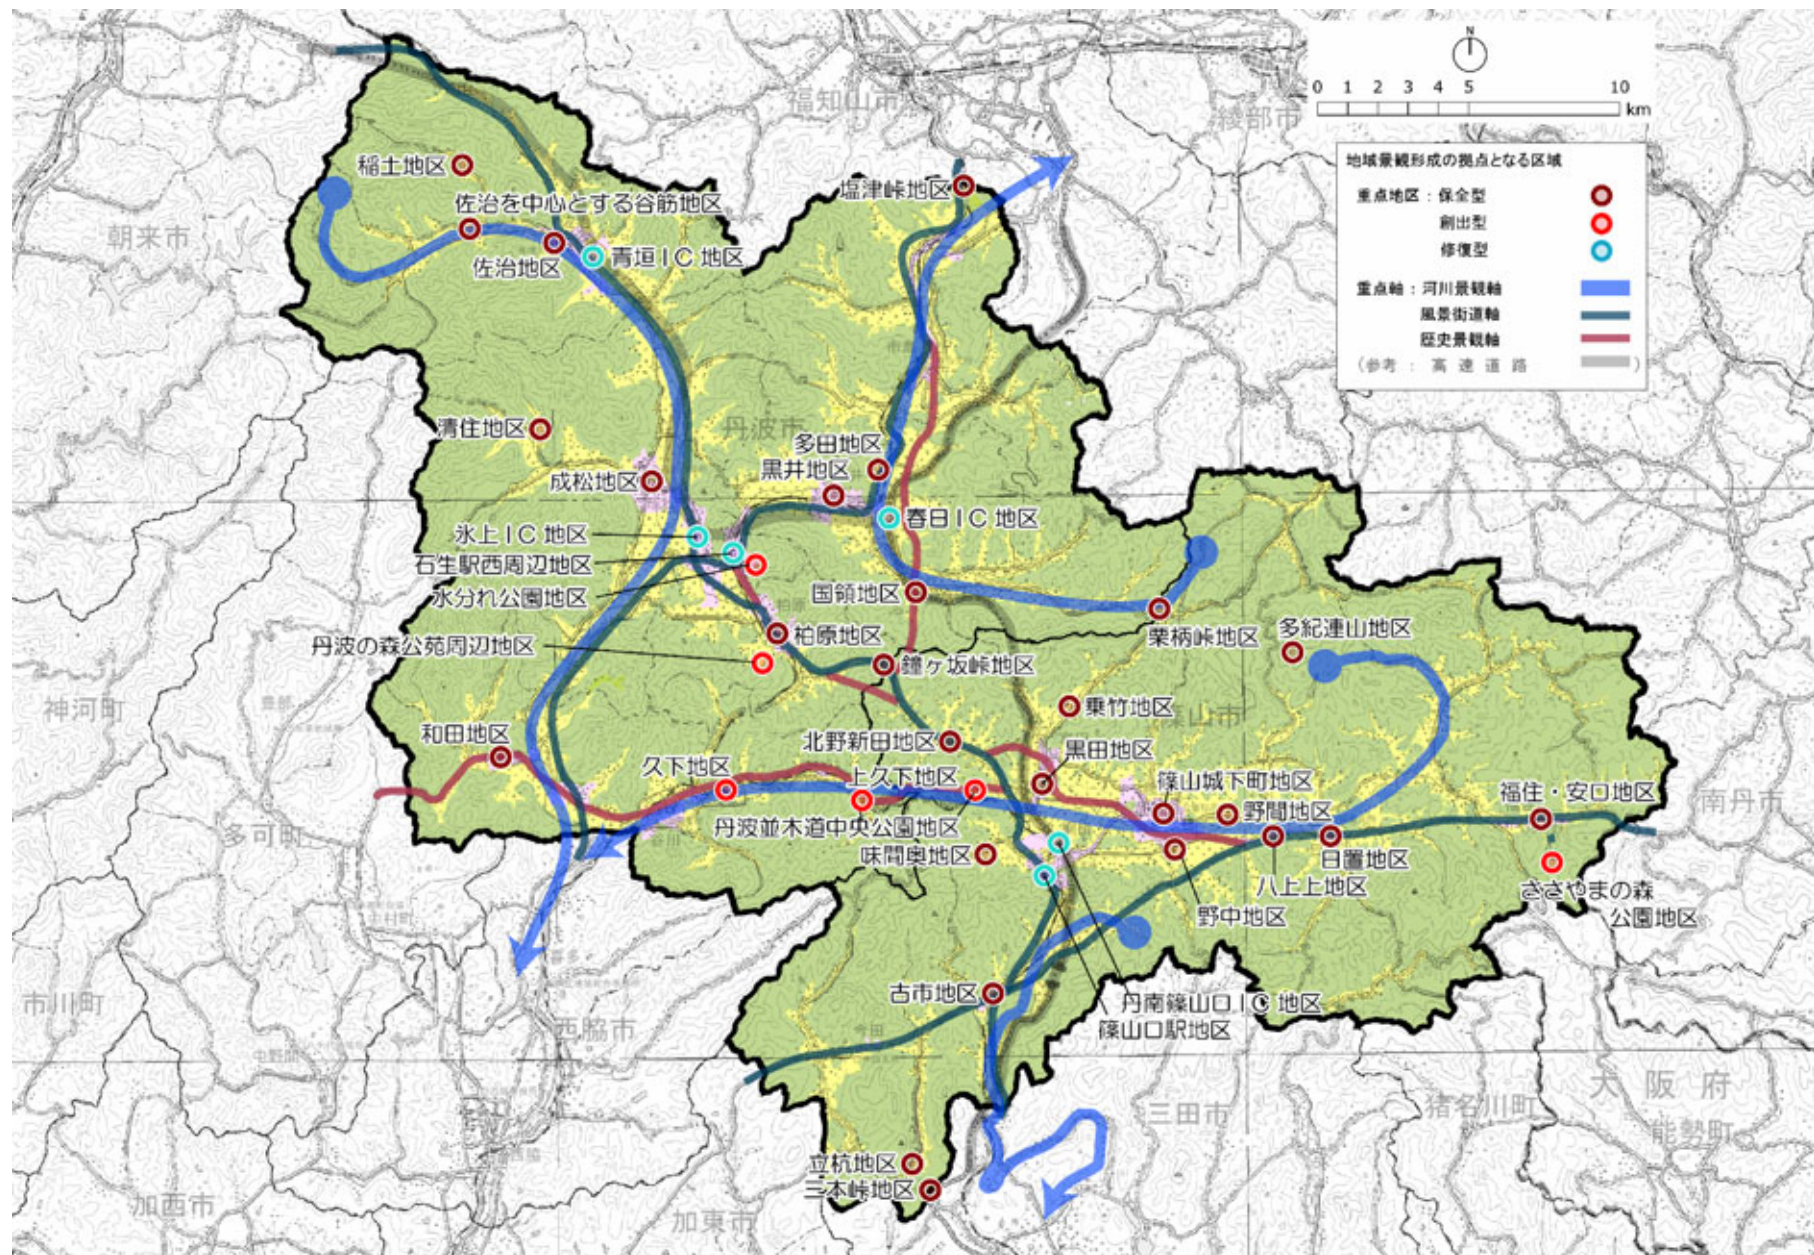 N
0 1 2 3 4 5 10
km
地域景観形成の拠点となる区域
重点地区：保全型
創出型
修復型
重点軸：河川景観軸
風景街道軸
歴史景観軸
（参考：高速道路 ）
福知山市
綾部市
稲土地区
塩津峠地区
佐治を中心とする谷筋地区
朝来市
佐治地区
青垣ＩＣ地区
清住地区
丹波市
多田地区
成松地区
黒井地区
氷上ＩＣ地区
春日ＩＣ地区
石生駅西周辺地区
水分れ公園地区
国領地区
柏原
柏原地区
栗柄峠地区
多紀連山地区
丹波の森公苑周辺地区
鐘ヶ坂峠地区
神河町
乗竹地区
篠山市
和田地区
北野新田地区
黒田地区
久下地区
上久下地区
篠山城下町地区
福住・安口地区
南丹市
多可町
丹波並木道中央公園地区
野間地区
味間奥地区
日置地区
八上上地区
ささやまの森
公園地区
野中地区
古市地区
丹南篠山口ＩＣ地区
篠山口駅地区
市川町
西脇市
今田
中野間
大阪府
三田市
猪名川町
能勢町
立杭地区
三本峠地区
加西市
加東市